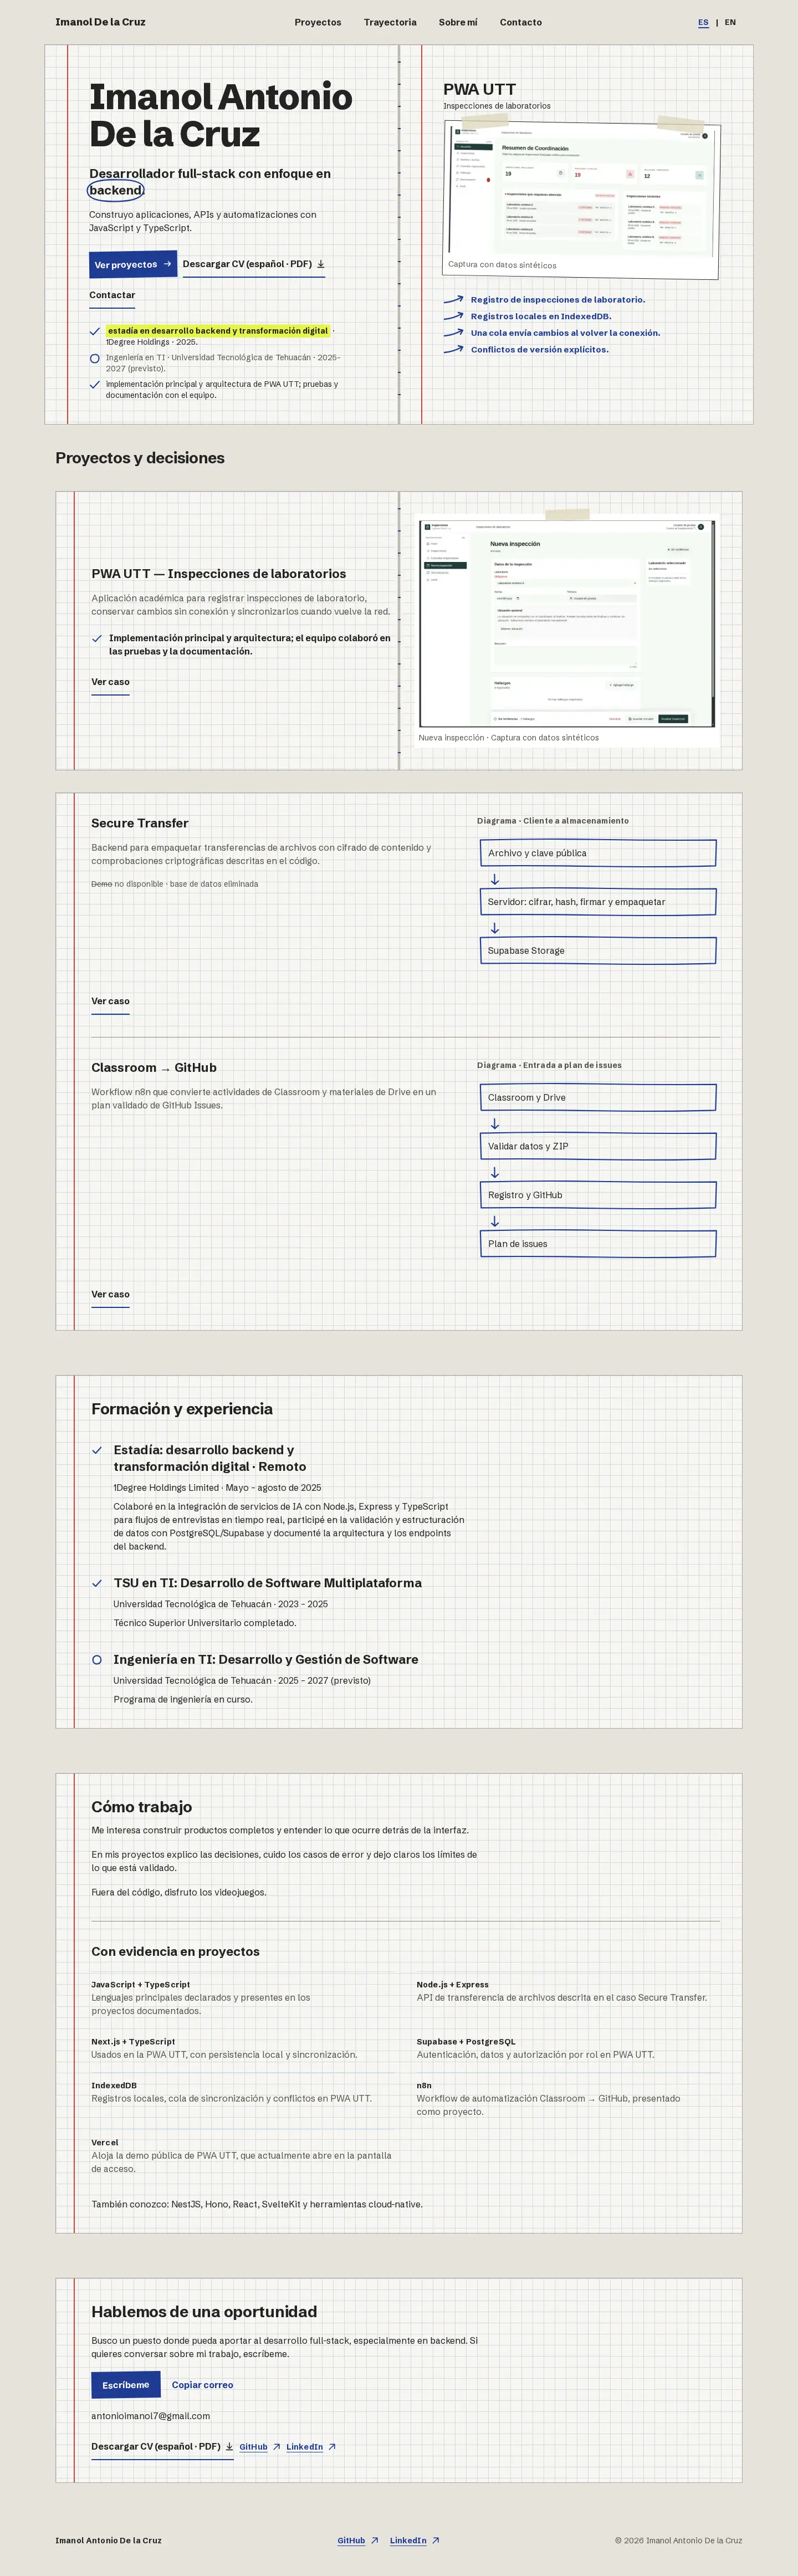 Imanol De la Cruz
Proyectos Trayectoria Sobre mí Contacto
ES | EN
Imanol Antonio
De la Cruz
Desarrollador full-stack con enfoque en
backend.
Construyo aplicaciones, APIs y automatizaciones con
JavaScript y TypeScript.
Ver proyectos → Descargar CV (español · PDF)
Contactar
estadía en desarrollo backend y transformación digital ·
1Degree Holdings · 2025.
Ingeniería en TI · Universidad Tecnológica de Tehuacán · 2025–
2027 (previsto).
implementación principal y arquitectura de PWA UTT; pruebas y
documentación con el equipo.
PWA UTT
Inspecciones de laboratorios
Resumen de Coordinación
19
19
12
Captura con datos sintéticos
Registro de inspecciones de laboratorio.
Registros locales en IndexedDB.
Una cola envía cambios al volver la conexión.
Conflictos de versión explícitos.
Proyectos y decisiones
PWA UTT — Inspecciones de laboratorios
Aplicación académica para registrar inspecciones de laboratorio,
conservar cambios sin conexión y sincronizarlos cuando vuelve la red.
Implementación principal y arquitectura; el equipo colaboró en
las pruebas y la documentación.
Ver caso
Nueva inspección
Datos de la inspección
Nueva inspección · Captura con datos sintéticos
Secure Transfer
Backend para empaquetar transferencias de archivos con cifrado de contenido y
comprobaciones criptográficas descritas en el código.
Demo no disponible · base de datos eliminada
Ver caso
Diagrama · Cliente a almacenamiento
Archivo y clave pública
↓
Servidor: cifrar, hash, firmar y empaquetar
↓
Supabase Storage
Classroom → GitHub
Workflow n8n que convierte actividades de Classroom y materiales de Drive en un
plan validado de GitHub Issues.
Ver caso
Diagrama · Entrada a plan de issues
Classroom y Drive
↓
Validar datos y ZIP
↓
Registro y GitHub
↓
Plan de issues
Formación y experiencia
Estadía: desarrollo backend y
transformación digital · Remoto
1Degree Holdings Limited · Mayo – agosto de 2025
Colaboré en la integración de servicios de IA con Node.js, Express y TypeScript
para flujos de entrevistas en tiempo real, participé en la validación y estructuración
de datos con PostgreSQL/Supabase y documenté la arquitectura y los endpoints
del backend.
TSU en TI: Desarrollo de Software Multiplataforma
Universidad Tecnológica de Tehuacán · 2023 – 2025
Técnico Superior Universitario completado.
Ingeniería en TI: Desarrollo y Gestión de Software
Universidad Tecnológica de Tehuacán · 2025 – 2027 (previsto)
Programa de ingeniería en curso.
Cómo trabajo
Me interesa construir productos completos y entender lo que ocurre detrás de la interfaz.
En mis proyectos explico las decisiones, cuido los casos de error y dejo claros los límites de
lo que está validado.
Fuera del código, disfruto los videojuegos.
Con evidencia en proyectos
JavaScript + TypeScript
Lenguajes principales declarados y presentes en los
proyectos documentados.
Node.js + Express
API de transferencia de archivos descrita en el caso Secure Transfer.
Next.js + TypeScript
Usados en la PWA UTT, con persistencia local y sincronización.
Supabase + PostgreSQL
Autenticación, datos y autorización por rol en PWA UTT.
IndexedDB
Registros locales, cola de sincronización y conflictos en PWA UTT.
n8n
Workflow de automatización Classroom → GitHub, presentado
como proyecto.
Vercel
Aloja la demo pública de PWA UTT, que actualmente abre en la pantalla
de acceso.
También conozco: NestJS, Hono, React, SvelteKit y herramientas cloud-native.
Hablemos de una oportunidad
Busco un puesto donde pueda aportar al desarrollo full-stack, especialmente en backend. Si
quieres conversar sobre mi trabajo, escríbeme.
Escríbeme Copiar correo
antonioimanol7@gmail.com
Descargar CV (español · PDF) GitHub LinkedIn
Imanol Antonio De la Cruz
GitHub LinkedIn
© 2026 Imanol Antonio De la Cruz